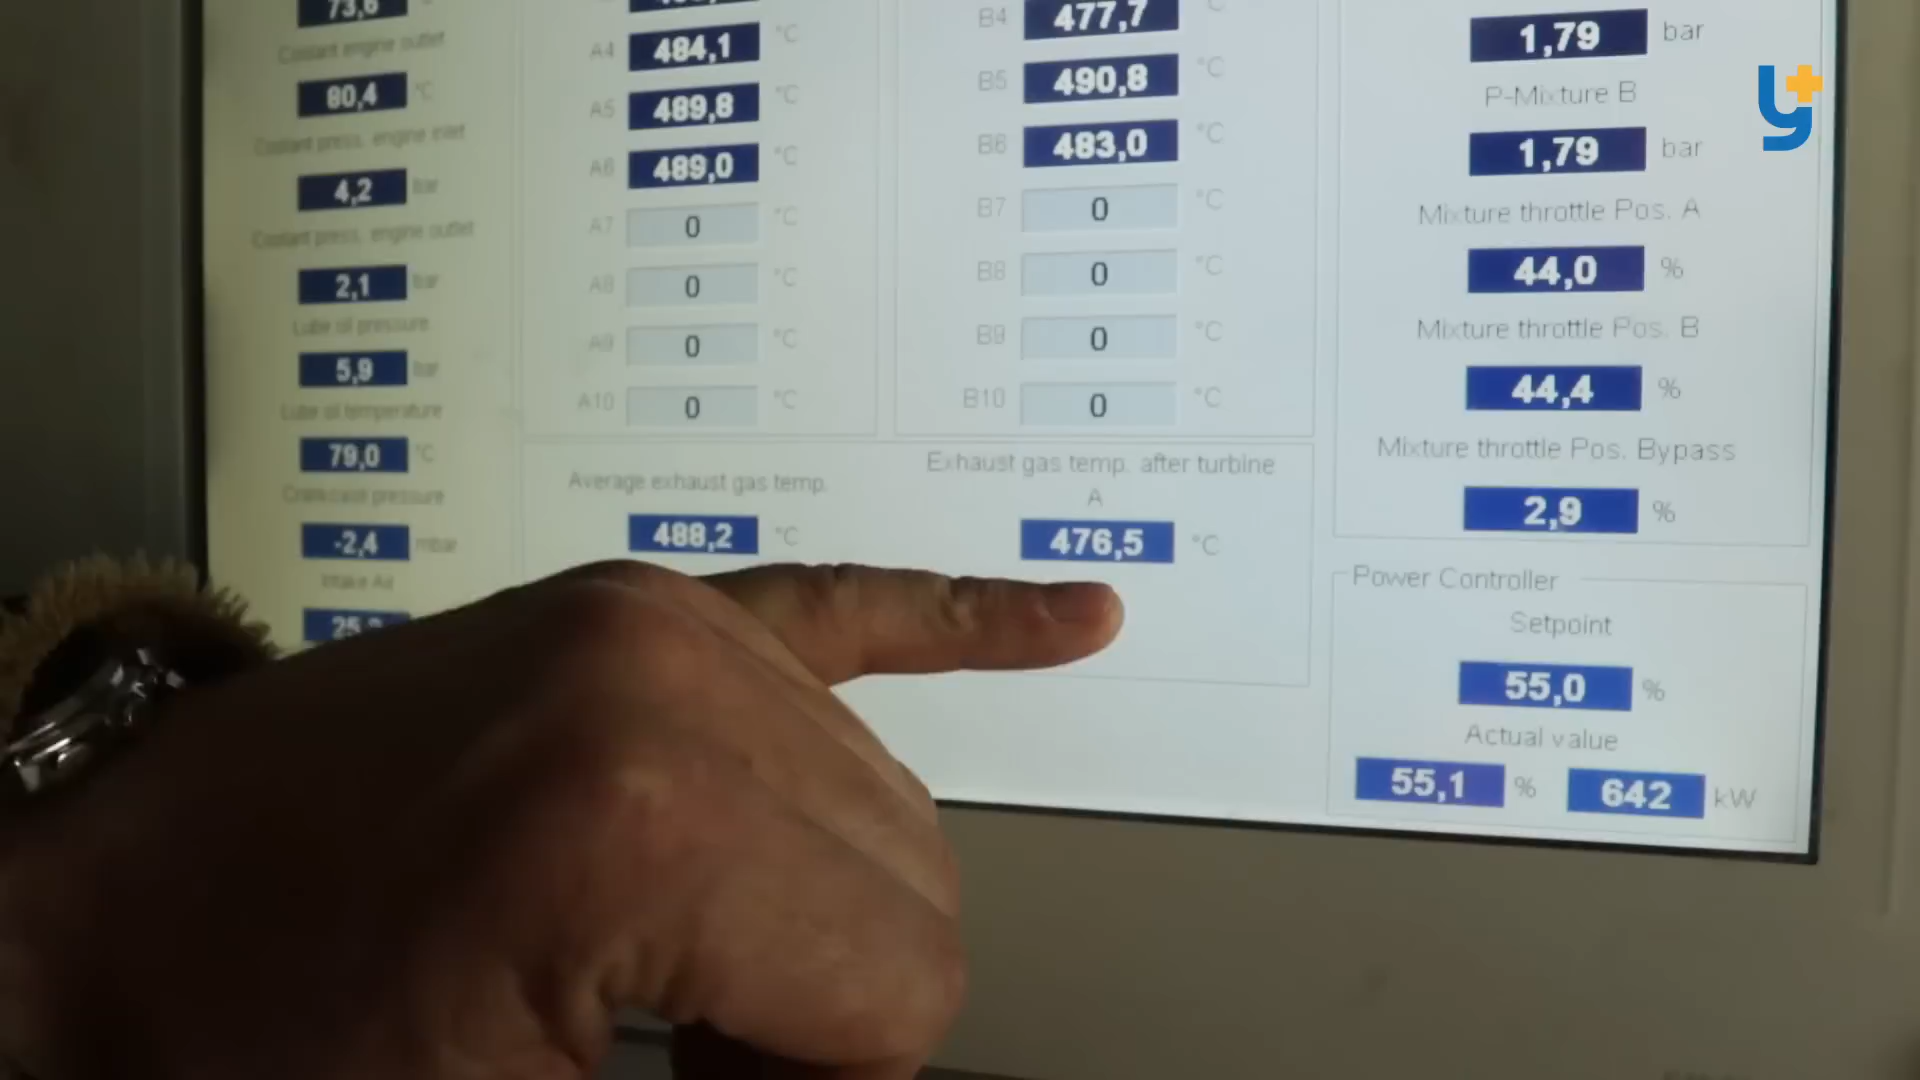 73,6
Coolant engine outlet
80,4 °C
Coolant press. engine inlet
4,2 bar
Coolant press. engine outlet
2,1 bar
Lube oil pressure
5,9 bar
Lube oil temperature
79,0 °C
Crankcase pressure
-2,4 mbar
Intake Air
A4 484,1 °C
A5 489,8 °C
A6 489,0 °C
A7 0 °C
A8 0 °C
A9 0 °C
A10 0 °C
B4 477,7 °C
B5 490,8 °C
B6 483,0 °C
B7 0 °C
B8 0 °C
B9 0 °C
B10 0 °C
Average exhaust gas temp.
488,2 °C
Exhaust gas temp. after turbine
A
476,5 °C
1,79 bar
P-Mixture B
1,79 bar
Mixture throttle Pos. A
44,0 %
Mixture throttle Pos. B
44,4 %
Mixture throttle Pos. Bypass
2,9 %
Power Controller
Setpoint
55,0 %
Actual value
55,1 % 642 kW
y+